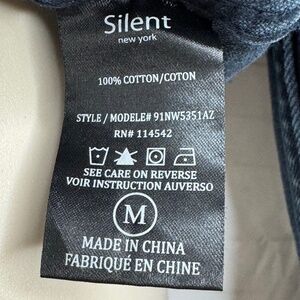 Silent
new york
100% COTTON/COTON
STYLE / MODELE# 91NW5351AZ
RN# 114542
SEE CARE ON REVERSE
VOIR INSTRUCTION AUVERSO
M
MADE IN CHINA
FABRIQUÉ EN CHINE